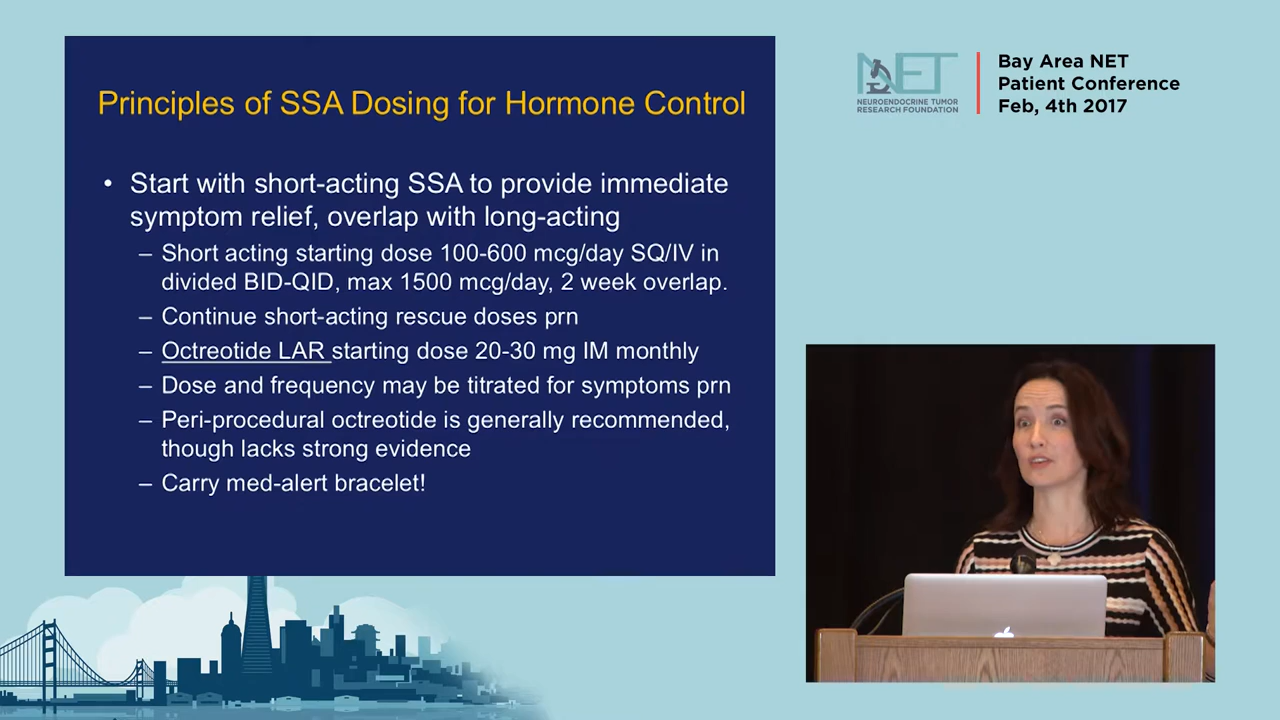 Principles of SSA Dosing for Hormone Control
• Start with short-acting SSA to provide immediate
symptom relief, overlap with long-acting
– Short acting starting dose 100-600 mcg/day SQ/IV in
divided BID-QID, max 1500 mcg/day, 2 week overlap.
– Continue short-acting rescue doses prn
– Octreotide LAR starting dose 20-30 mg IM monthly
– Dose and frequency may be titrated for symptoms prn
– Peri-procedural octreotide is generally recommended,
though lacks strong evidence
– Carry med-alert bracelet!
NET
NEUROENDOCRINE TUMOR
RESEARCH FOUNDATION
Bay Area NET
Patient Conference
Feb, 4th 2017